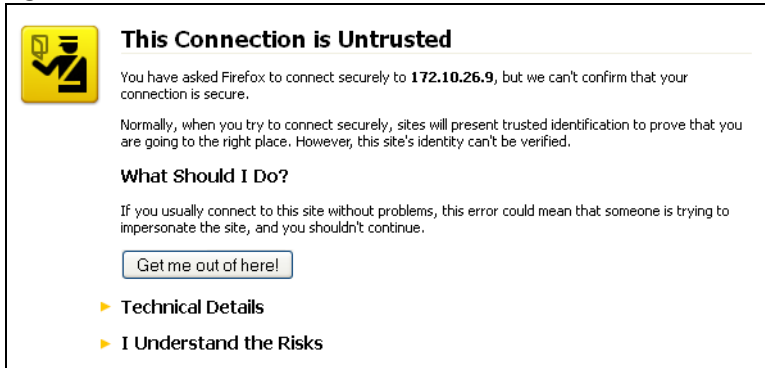 This Connection is Untrusted
You have asked Firefox to connect securely to 172.10.26.9, but we can't confirm that your
connection is secure.
Normally, when you try to connect securely, sites will present trusted identification to prove that you
are going to the right place. However, this site's identity can't be verified.
What Should I Do?
If you usually connect to this site without problems, this error could mean that someone is trying to
impersonate the site, and you shouldn't continue.
Get me out of here!
Technical Details
I Understand the Risks